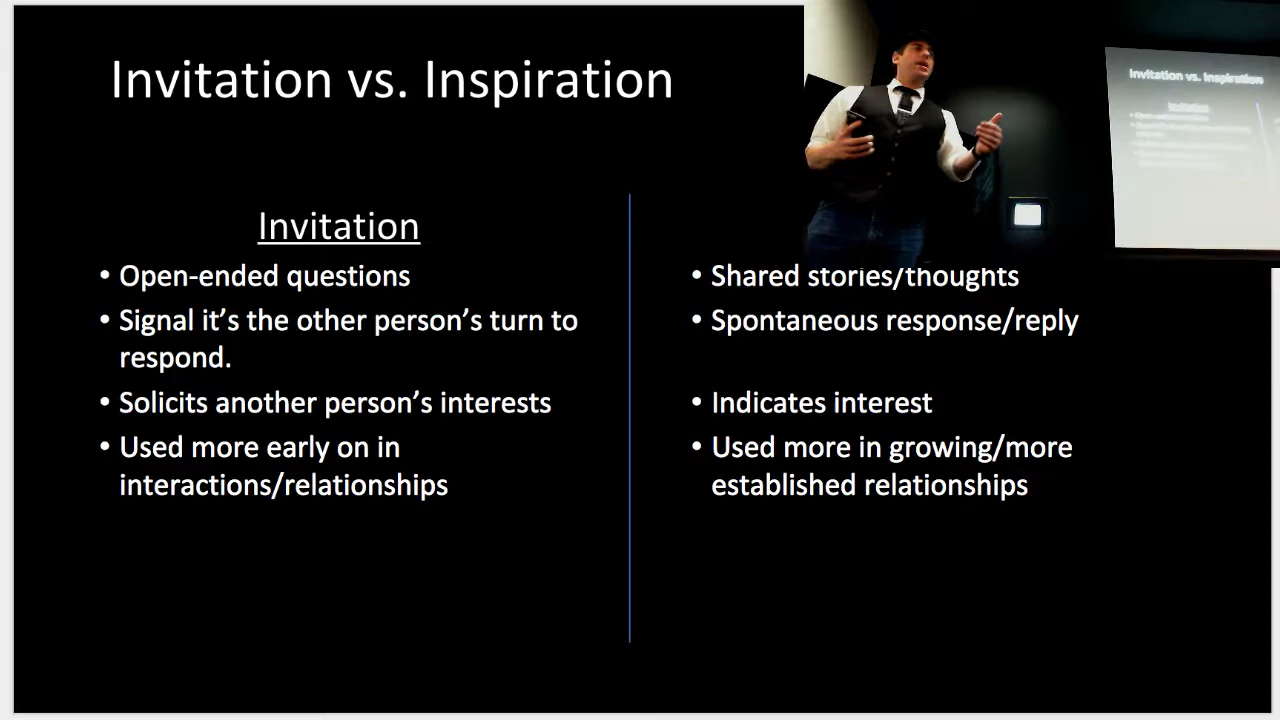 Invitation vs. Inspiration
Invitation vs. Inspiration
Invitation
• Open-ended questions
• Signal it’s the other person’s turn to
respond.
• Solicits another person’s interests
• Used more early on in
interactions/relationships
• Shared stories/thoughts
• Spontaneous response/reply
• Indicates interest
• Used more in growing/more
established relationships